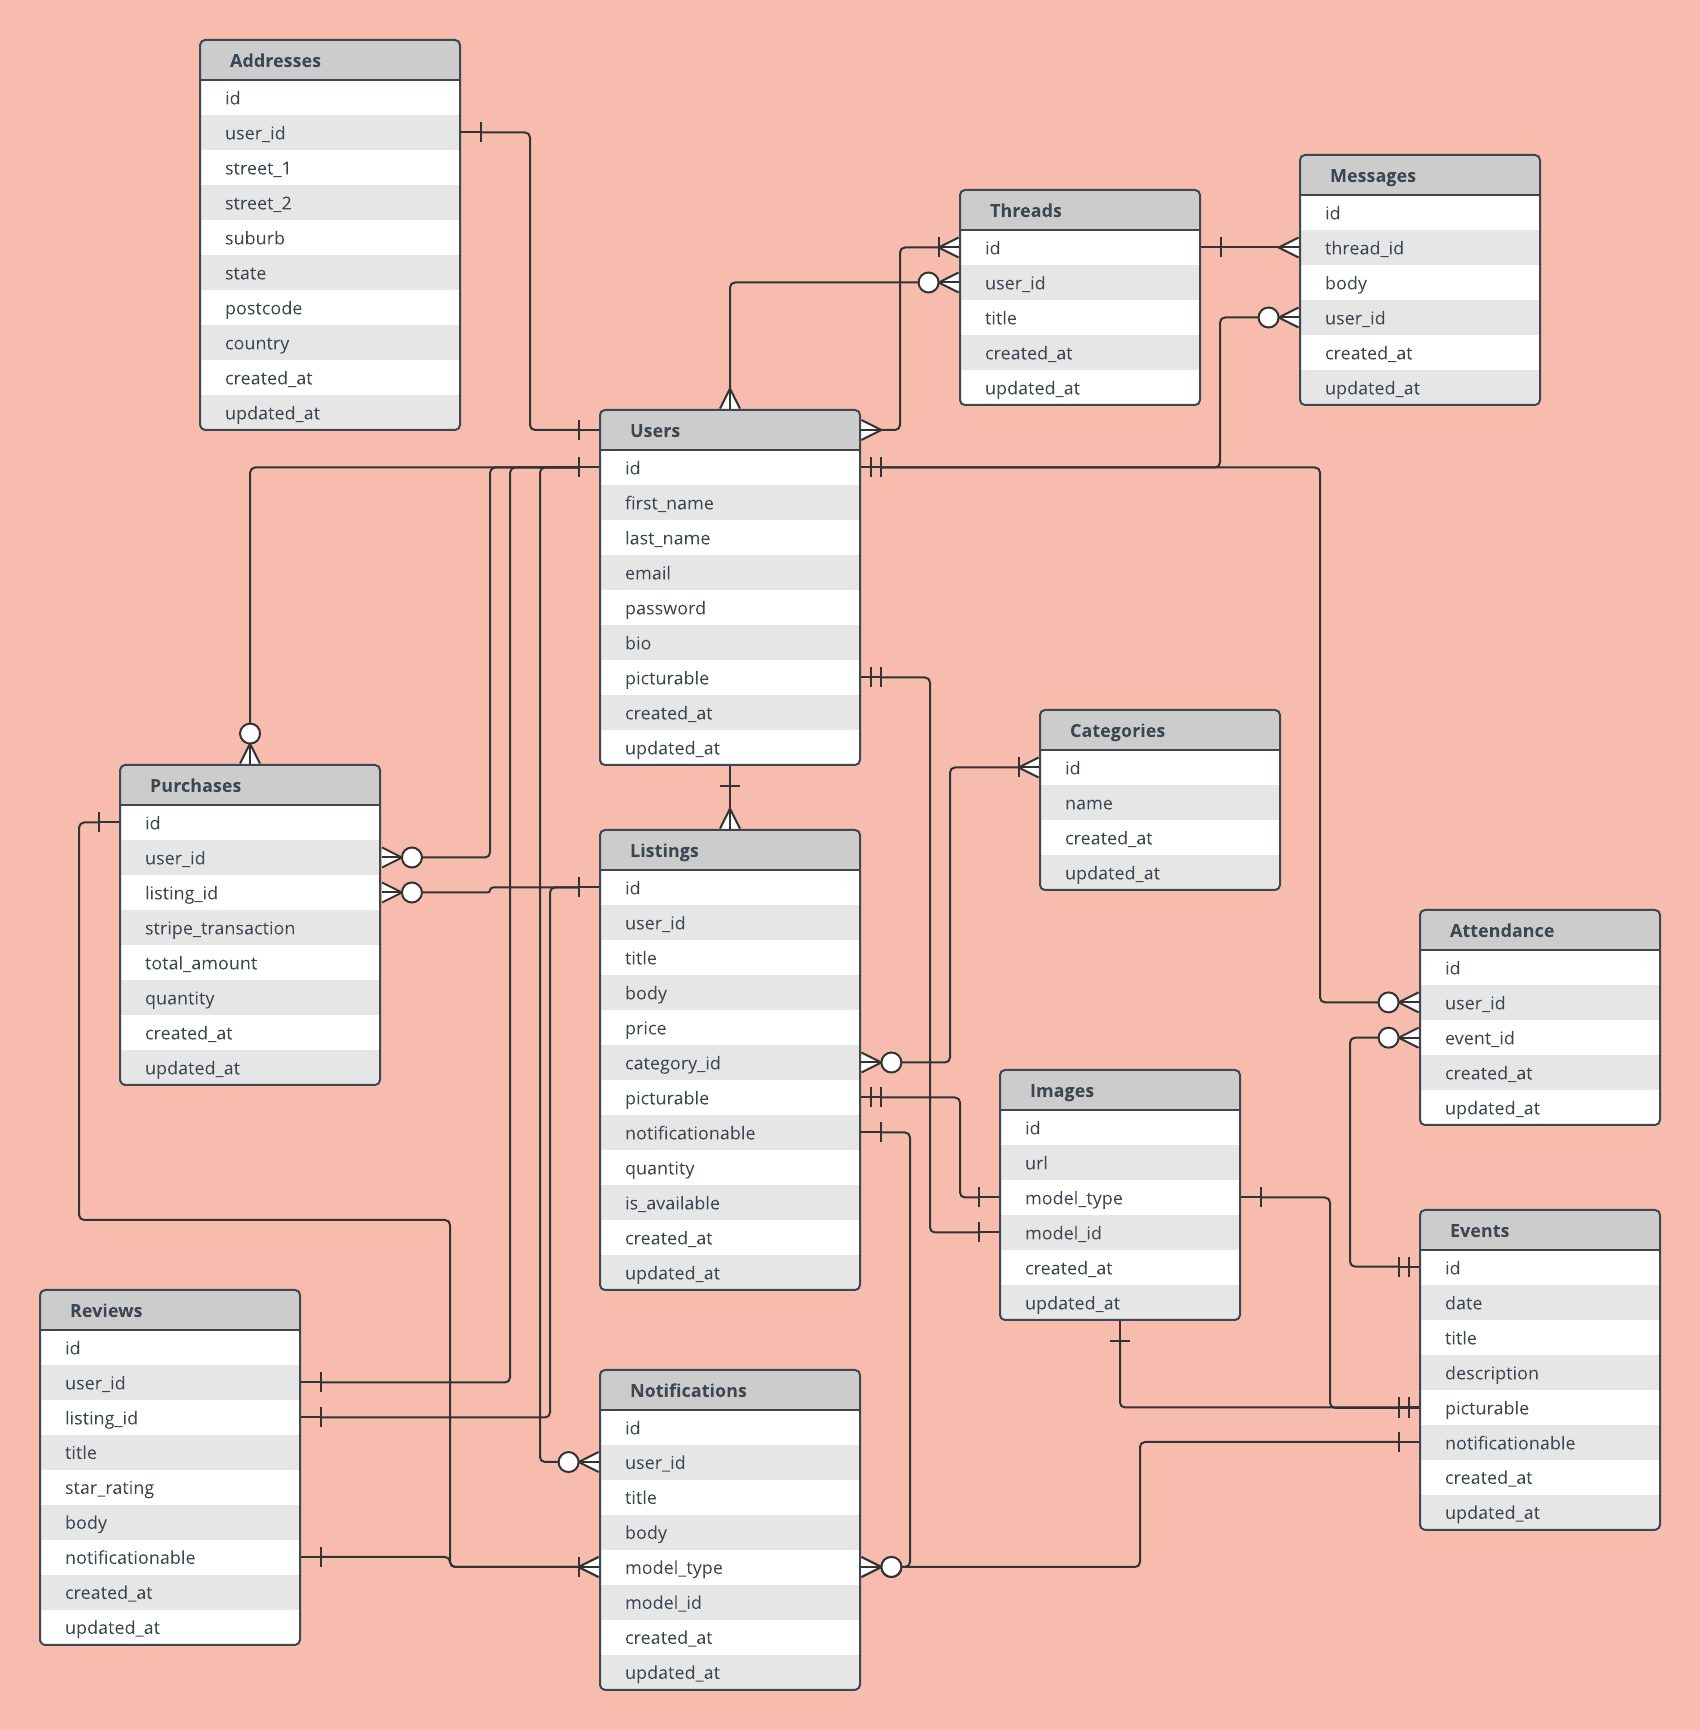 Addresses
id
user_id
street_1
street_2
suburb
state
postcode
country
created_at
updated_at
Threads
id
user_id
title
created_at
updated_at
Messages
id
thread_id
body
user_id
created_at
updated_at
Users
id
first_name
last_name
email
password
bio
picturable
created_at
updated_at
Categories
id
name
created_at
updated_at
Purchases
id
user_id
listing_id
stripe_transaction
total_amount
quantity
created_at
updated_at
Listings
id
user_id
title
body
price
category_id
picturable
notificationable
quantity
is_available
created_at
updated_at
Attendance
id
user_id
event_id
created_at
updated_at
Images
id
url
model_type
model_id
created_at
updated_at
Events
id
date
title
description
picturable
notificationable
created_at
updated_at
Reviews
id
user_id
listing_id
title
star_rating
body
notificationable
created_at
updated_at
Notifications
id
user_id
title
body
model_type
model_id
created_at
updated_at